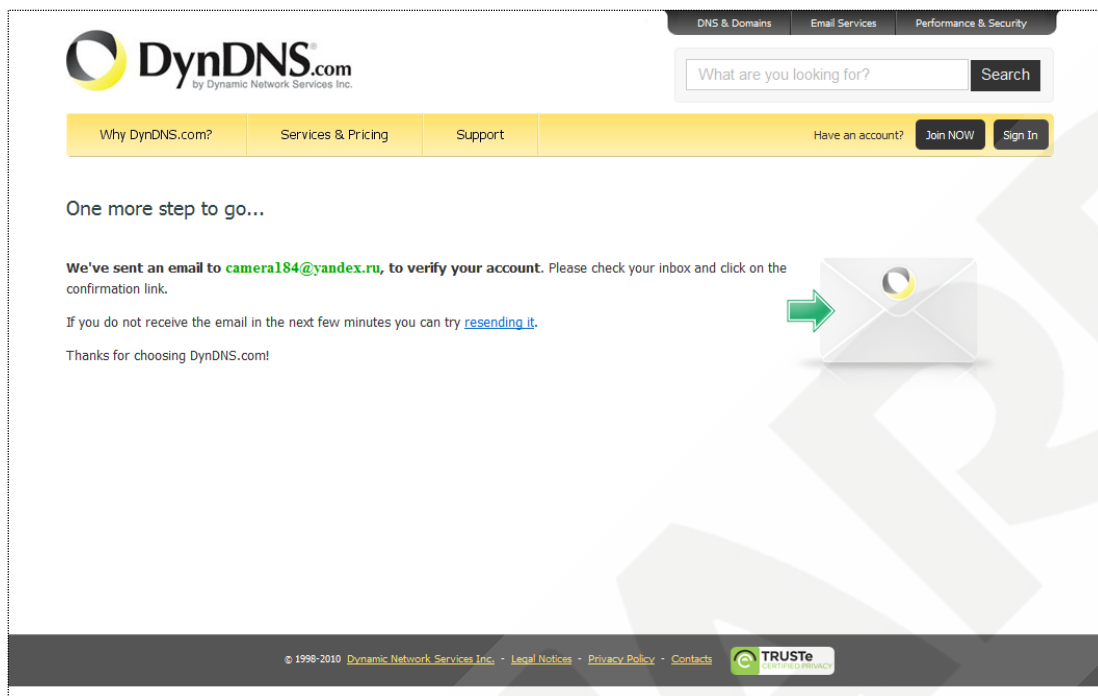 DNS & Domains Email Services Performance & Security
DynDNS.com
by Dynamic Network Services Inc.
What are you looking for? Search
Why DynDNS.com? Services & Pricing Support Have an account? Join NOW Sign In
One more step to go...
We've sent an email to camera184@yandex.ru, to verify your account. Please check your inbox and click on the
confirmation link.
If you do not receive the email in the next few minutes you can try resending it.
Thanks for choosing DynDNS.com!
© 1998-2010 Dynamic Network Services Inc. - Legal Notices - Privacy Policy - Contacts
TRUSTe
CERTIFIED PRIVACY